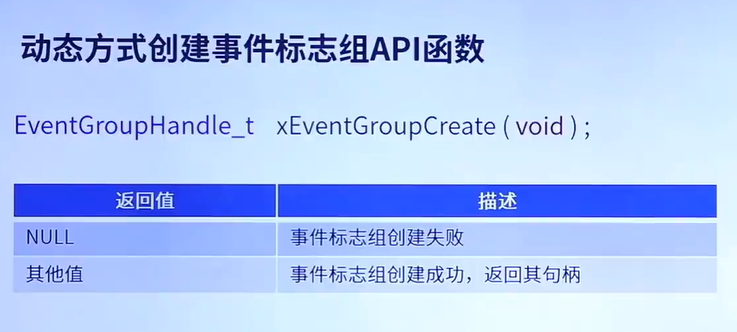 动态方式创建事件标志组API函数
EventGroupHandle_t xEventGroupCreate ( void ) ;
返回值 描述
NULL 事件标志组创建失败
其他值 事件标志组创建成功，返回其句柄